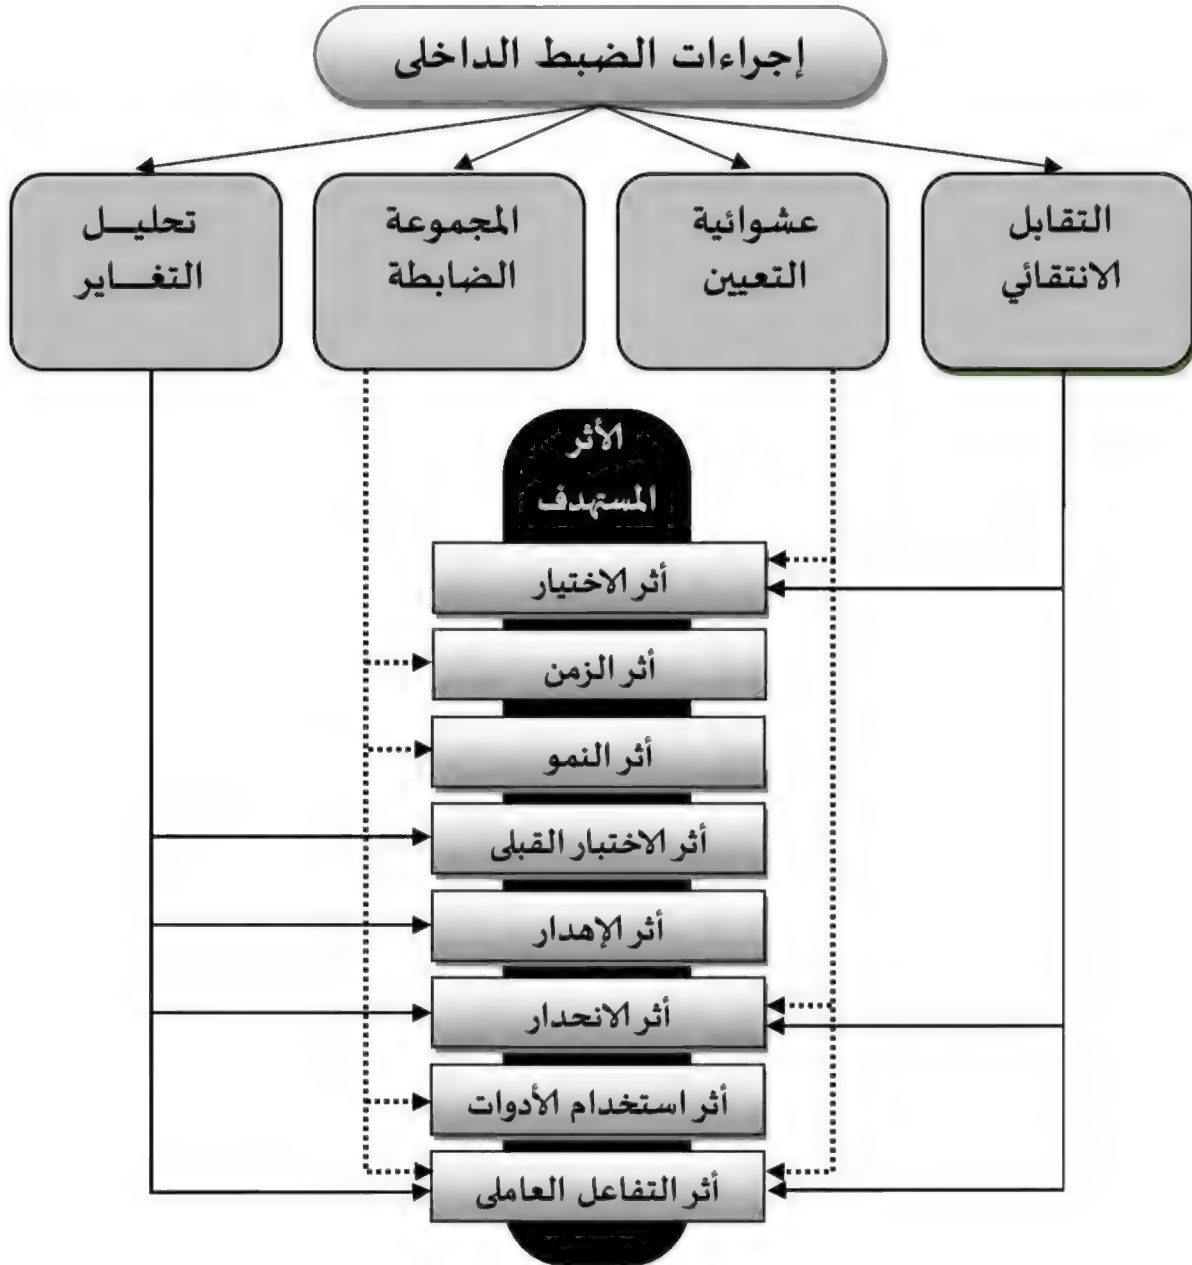 إجراءات الضبط الداخلى
التقابل
الانتقائي
عشوائية
التعيين
المجموعة
الضابطة
تحليـــل
التغـــاير
الأثر
المستهدف
أثر الاختيار
أثر الزمن
أثر النمو
أثر الاختبار القبلى
أثر الإهدار
أثر الانحدار
أثر استخدام الأدوات
أثر التفاعل العاملى